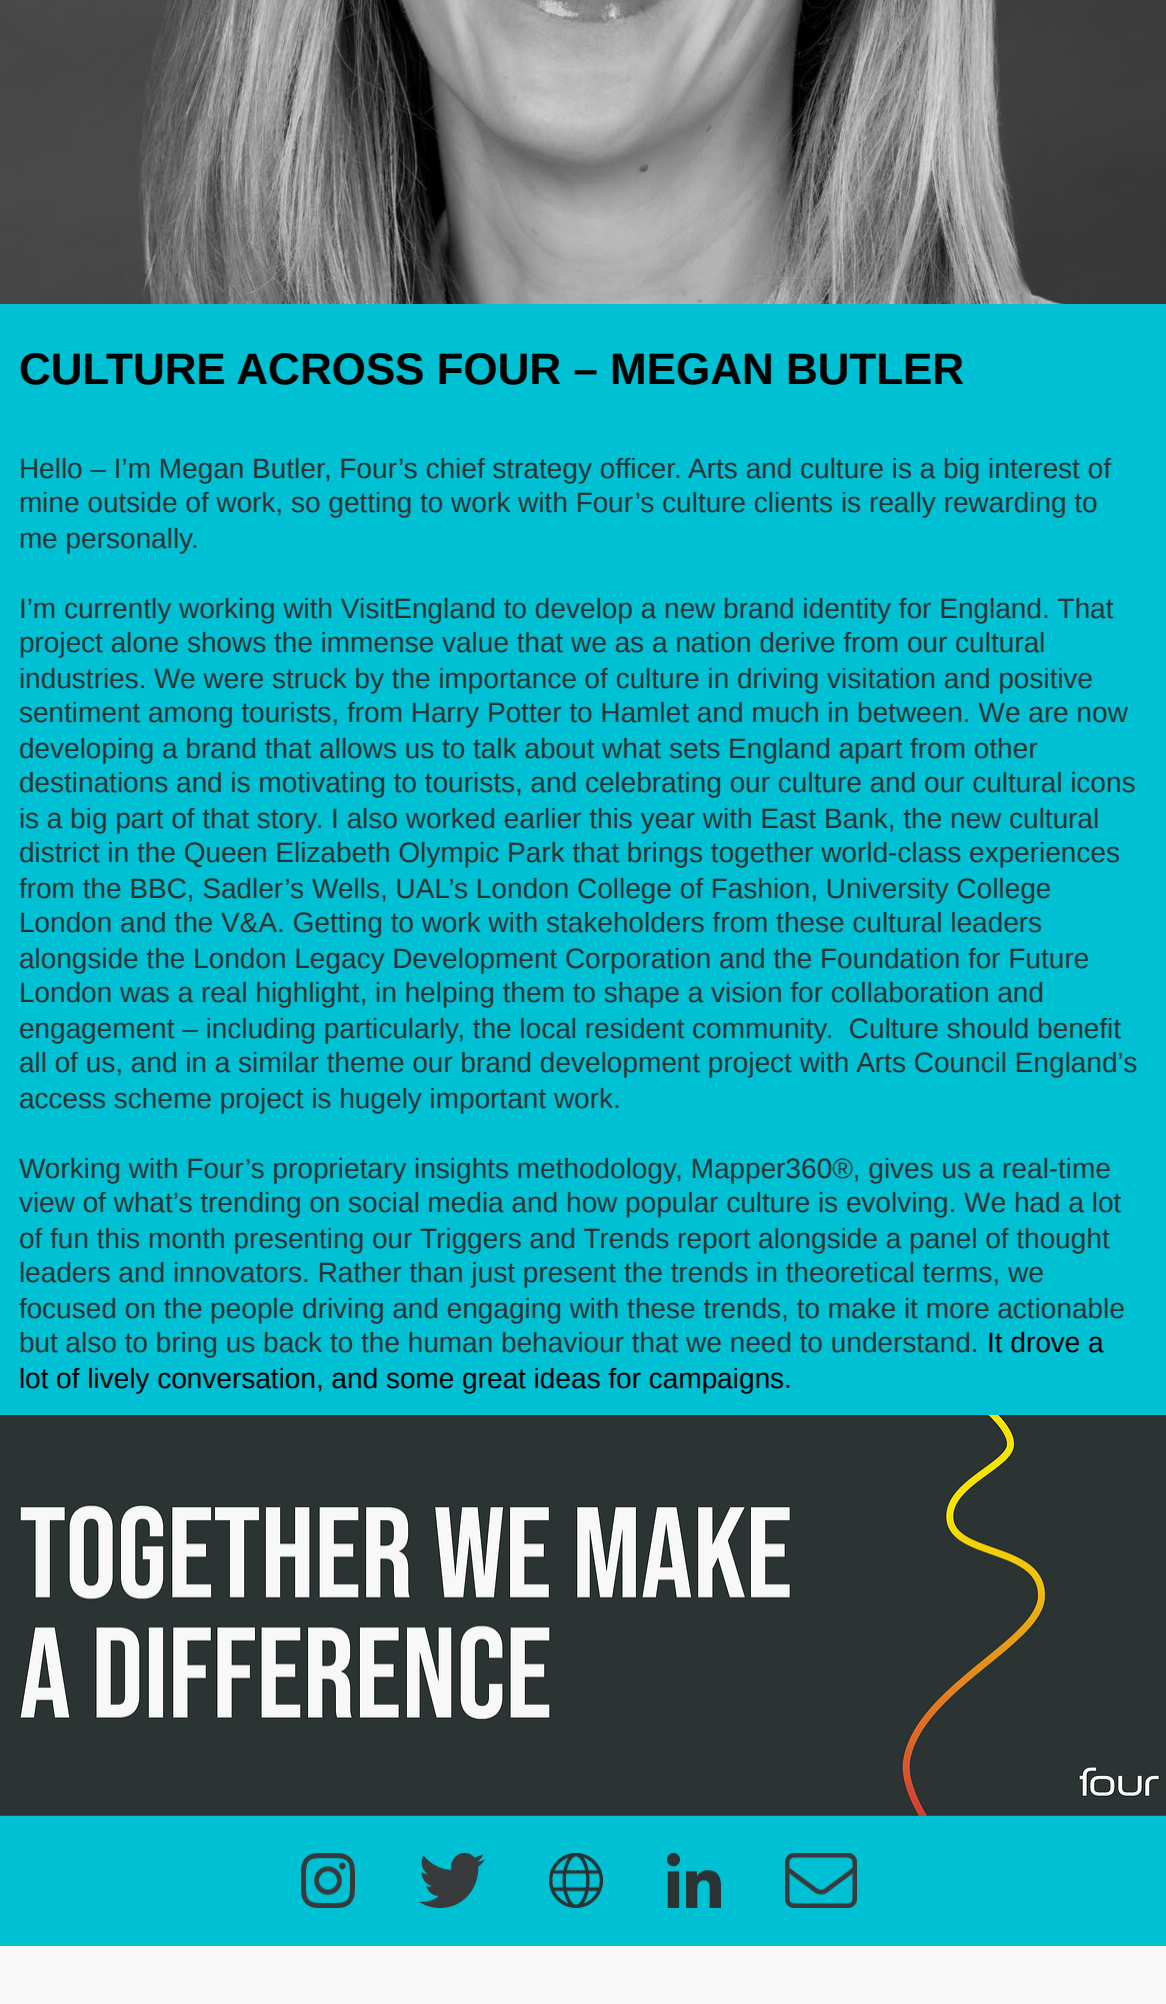 CULTURE ACROSS FOUR – MEGAN BUTLER
Hello – I’m Megan Butler, Four’s chief strategy officer. Arts and culture is a big interest of
mine outside of work, so getting to work with Four’s culture clients is really rewarding to
me personally.
I’m currently working with VisitEngland to develop a new brand identity for England. That
project alone shows the immense value that we as a nation derive from our cultural
industries. We were struck by the importance of culture in driving visitation and positive
sentiment among tourists, from Harry Potter to Hamlet and much in between. We are now
developing a brand that allows us to talk about what sets England apart from other
destinations and is motivating to tourists, and celebrating our culture and our cultural icons
is a big part of that story. I also worked earlier this year with East Bank, the new cultural
district in the Queen Elizabeth Olympic Park that brings together world-class experiences
from the BBC, Sadler’s Wells, UAL’s London College of Fashion, University College
London and the V&A. Getting to work with stakeholders from these cultural leaders
alongside the London Legacy Development Corporation and the Foundation for Future
London was a real highlight, in helping them to shape a vision for collaboration and
engagement – including particularly, the local resident community.  Culture should benefit
all of us, and in a similar theme our brand development project with Arts Council England’s
access scheme project is hugely important work.
Working with Four’s proprietary insights methodology, Mapper360®, gives us a real-time
view of what’s trending on social media and how popular culture is evolving. We had a lot
of fun this month presenting our Triggers and Trends report alongside a panel of thought
leaders and innovators. Rather than just present the trends in theoretical terms, we
focused on the people driving and engaging with these trends, to make it more actionable
but also to bring us back to the human behaviour that we need to understand. It drove a
lot of lively conversation, and some great ideas for campaigns.
TOGETHER WE MAKE
A DIFFERENCE
four
in